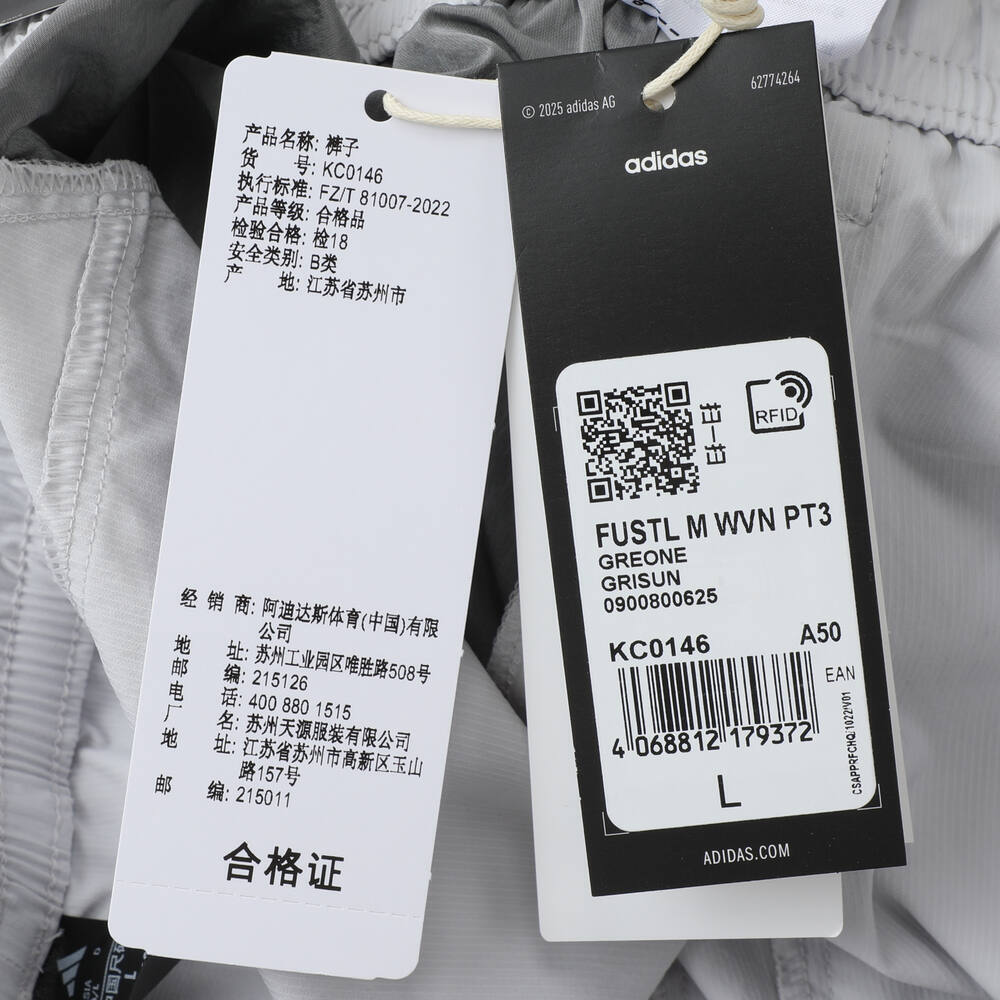 产品名称: 裤子
货 号: KC0146
执行标准: FZ/T 81007-2022
产品等级: 合格品
检验合格: 检18
安全类别: B类
产 地: 江苏省苏州市
经 销 商: 阿迪达斯体育(中国)有限
公司
地 址: 苏州工业园区唯胜路508号
邮 编: 215126
电 话: 400 880 1515
厂 名: 苏州天源服装有限公司
地 址: 江苏省苏州市高新区玉山
路157号
邮 编: 215011
合格证
© 2025 adidas AG
62774264
adidas
RFID
FUSTL M WVN PT3
GREONE
GRISUN
0900800625
KC0146
A50
EAN
4 068812 179372
CSAPPRFCHQ/1022/V01
L
ADIDAS.COM
L